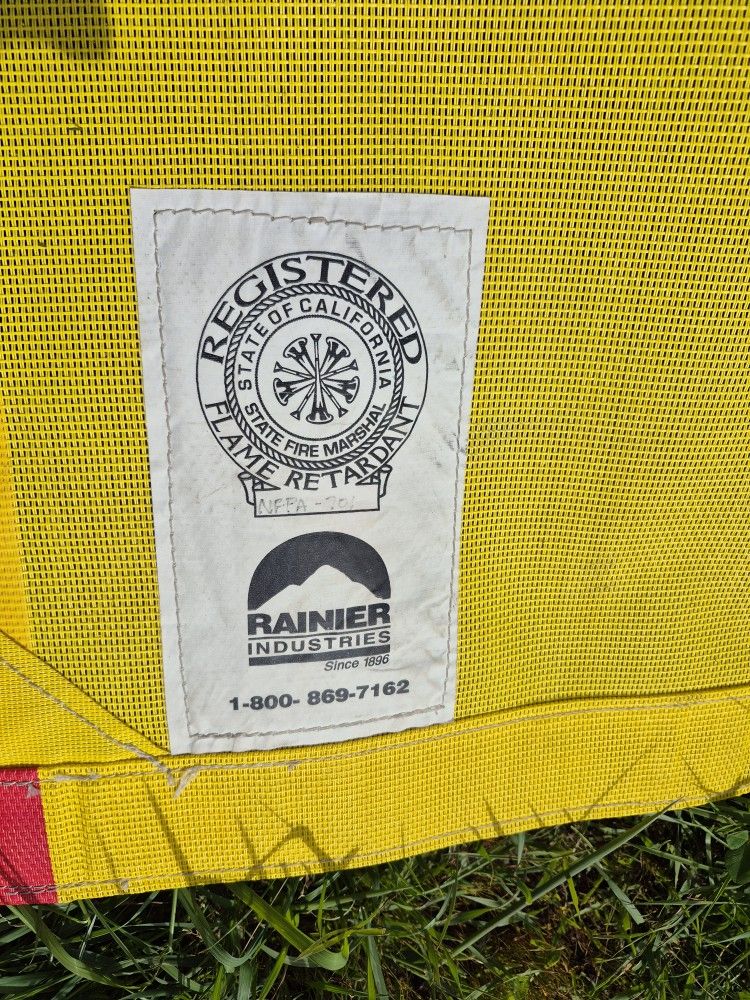 REGISTERED
STATE OF CALIFORNIA
STATE FIRE MARSHAL
FLAME RETARDANT
NFPA-701
RAINIER
INDUSTRIES
Since 1896
1-800- 869-7162